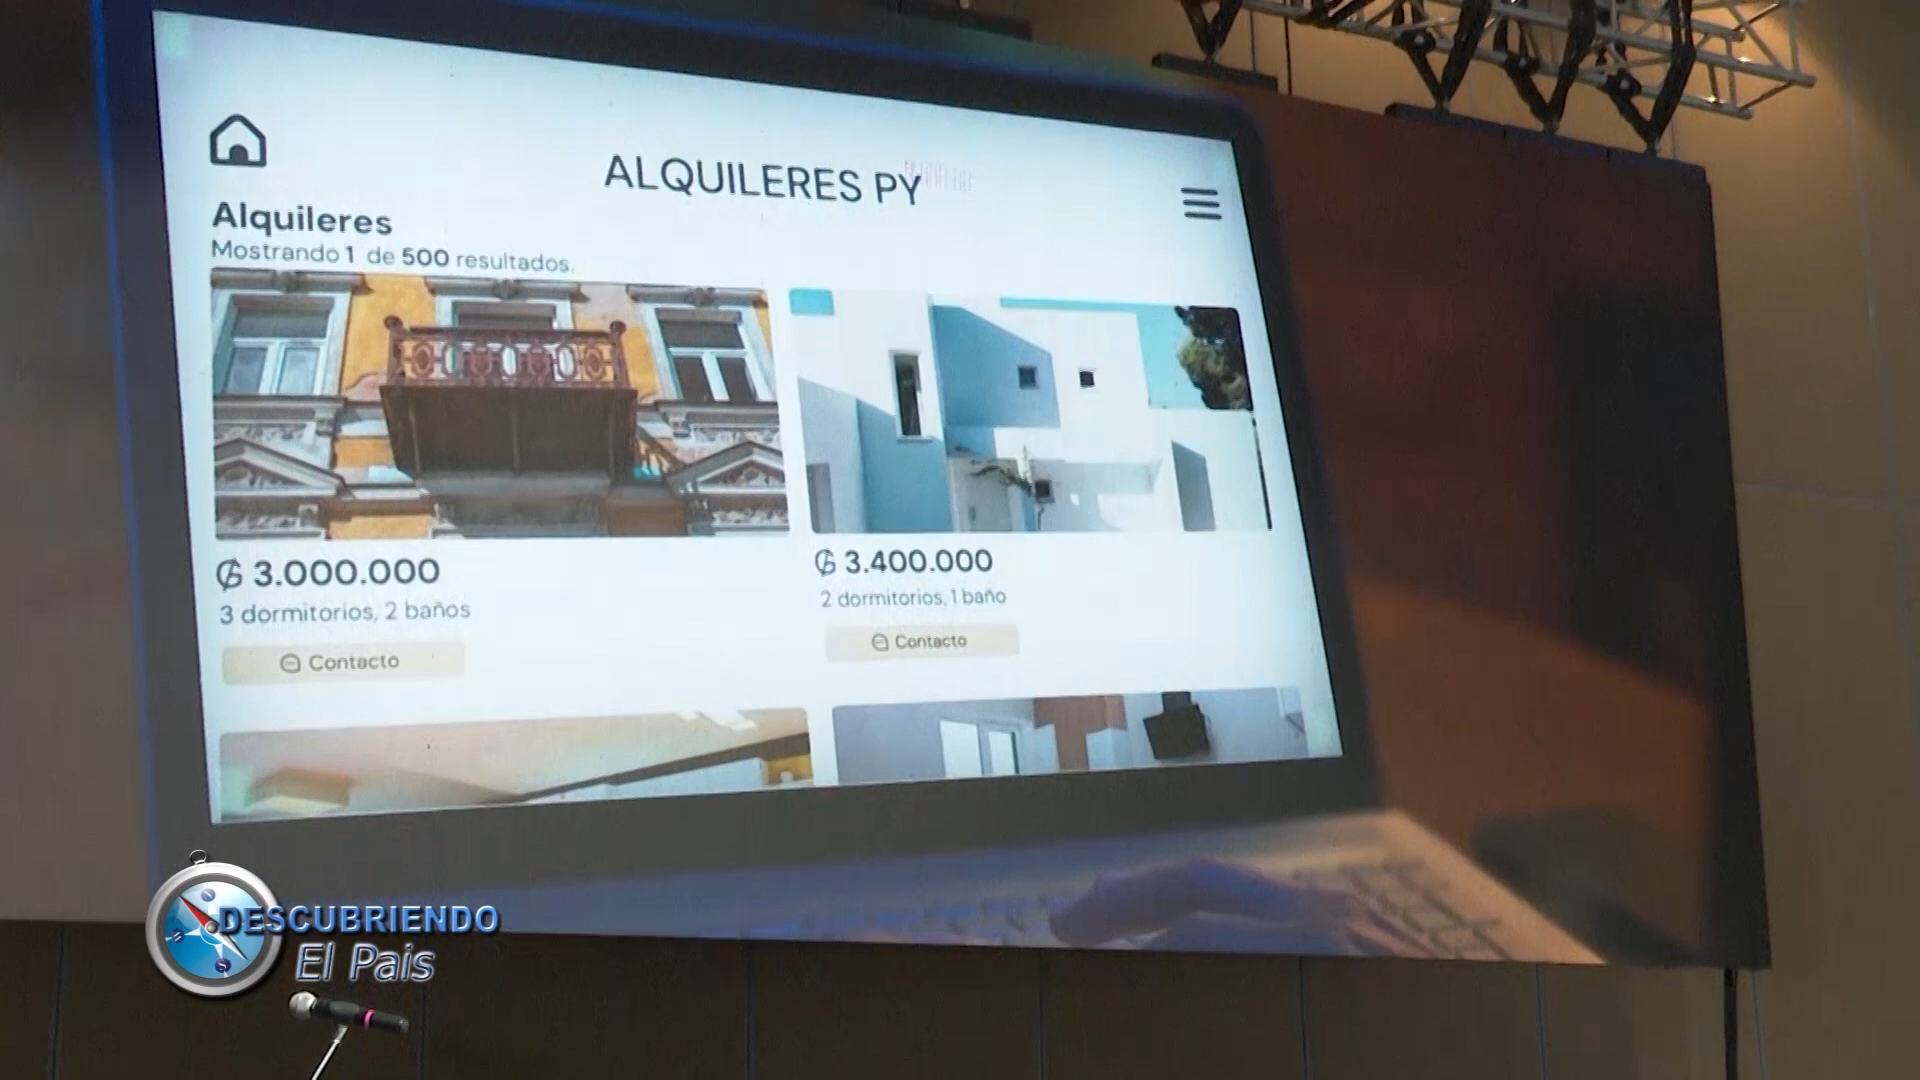 ALQUILERES PY
Alquileres
Mostrando 1 de 500 resultados.
₲ 3.000.000
3 dormitorios, 2 baños
Contacto
₲ 3.400.000
2 dormitorios, 1 baño
Contacto
DESCUBRIENDO
El Pais